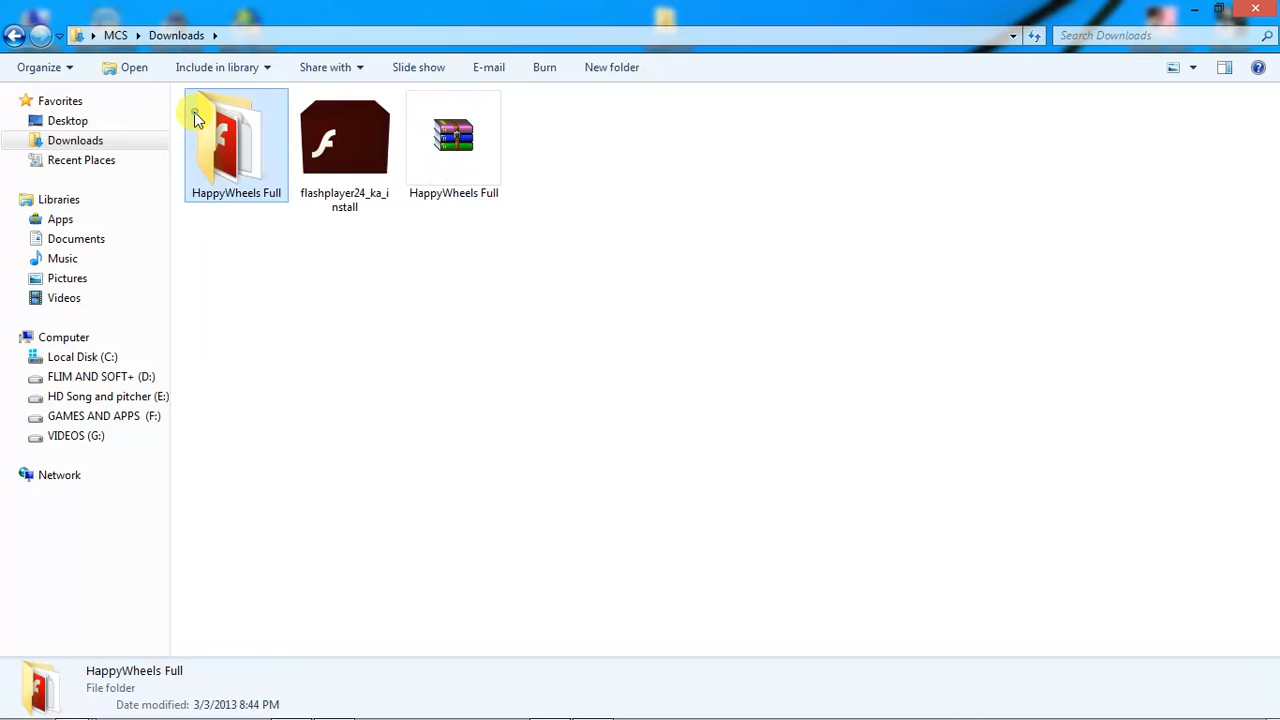 MCS Downloads
Search Downloads
Organize Open Include in library Share with Slide show E-mail Burn New folder
Favorites
Desktop
Downloads
Recent Places
Libraries
Apps
Documents
Music
Pictures
Videos
Computer
Local Disk (C:)
FLIM AND SOFT+ (D:)
HD Song and pitcher (E:)
GAMES AND APPS (F:)
VIDEOS (G:)
Network
HappyWheels Full
flashplayer24_ka_i
nstall
HappyWheels Full
HappyWheels Full
File folder
Date modified: 3/3/2013 8:44 PM